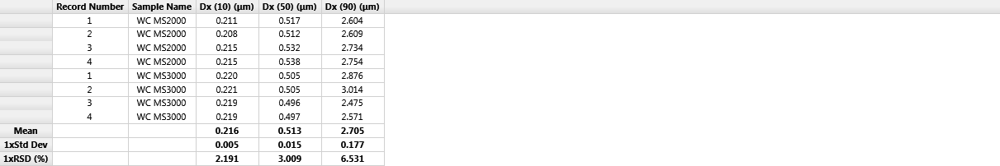 Record Number Sample Name Dx (10) (μm) Dx (50) (μm) Dx (90) (μm)
1 WC MS2000 0.211 0.517 2.604
2 WC MS2000 0.208 0.512 2.609
3 WC MS2000 0.215 0.532 2.734
4 WC MS2000 0.215 0.538 2.754
1 WC MS3000 0.220 0.505 2.876
2 WC MS3000 0.221 0.505 3.014
3 WC MS3000 0.219 0.496 2.475
4 WC MS3000 0.219 0.497 2.571
Mean 0.216 0.513 2.705
1xStd Dev 0.005 0.015 0.177
1xRSD (%) 2.191 3.009 6.531